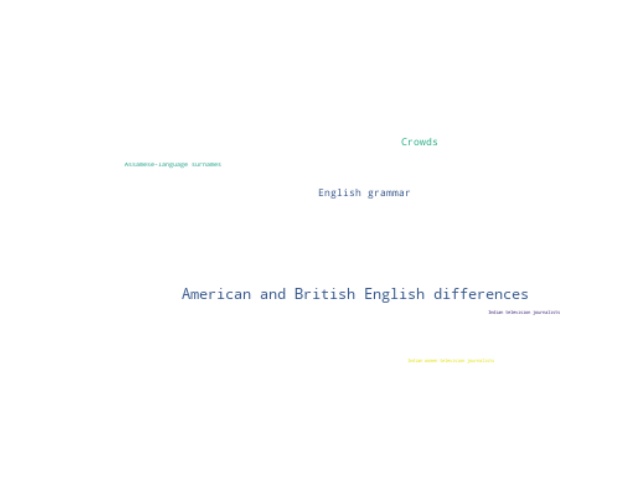 Crowds
Assamese-language surnames
English grammar
American and British English differences
Indian television journalists
Indian women television journalists